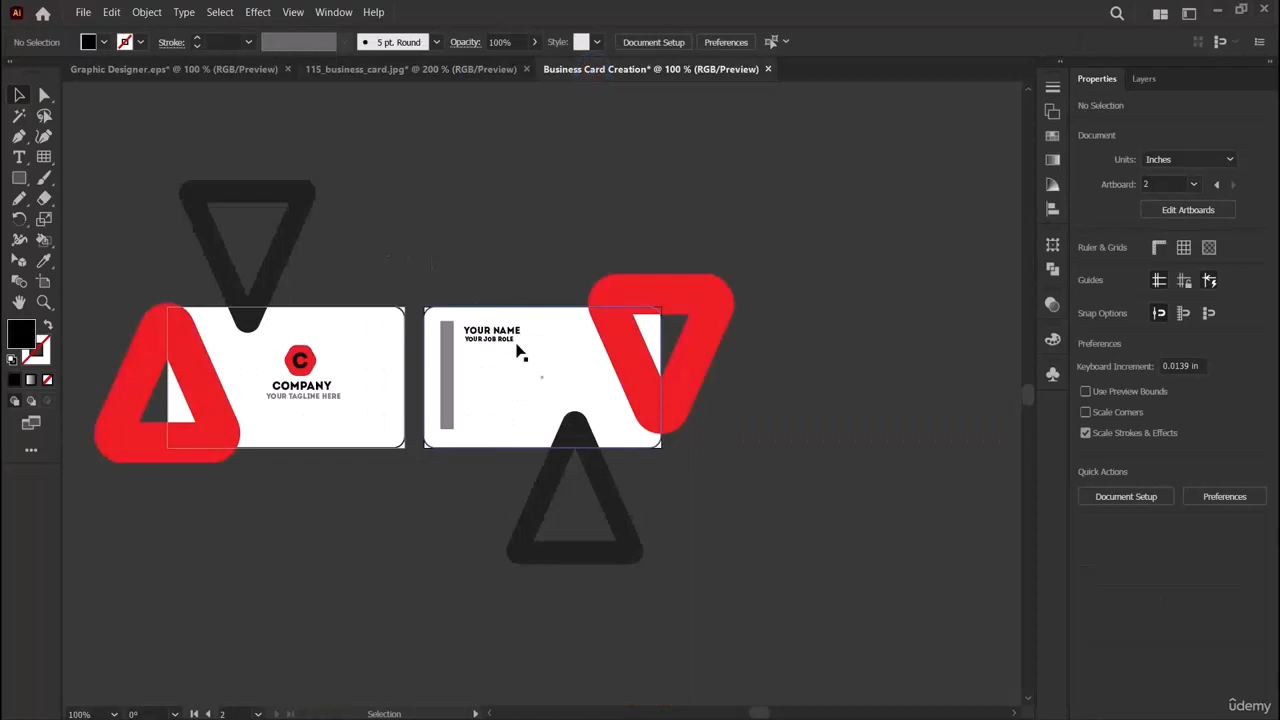 Ai File Edit Object Type Select Effect View Window Help
No Selection Stroke: 5 pt. Round Opacity: 100% Style: Document Setup Preferences
Graphic Designer.eps* @ 100 % (RGB/Preview) × 115_business_card.jpg* @ 200 % (RGB/Preview) × Business Card Creation* @ 100 % (RGB/Preview) ×
Properties Layers
No Selection
Document
Units: Inches
Artboard: 2
Edit Artboards
Ruler & Grids
Guides
Snap Options
Preferences
Keyboard Increment: 0.0139 in
Use Preview Bounds
Scale Corners
Scale Strokes & Effects
Quick Actions
Document Setup Preferences
C
COMPANY
YOUR TAGLINE HERE
YOUR NAME
YOUR JOB ROLE
100% 0° 2 Selection
udemy